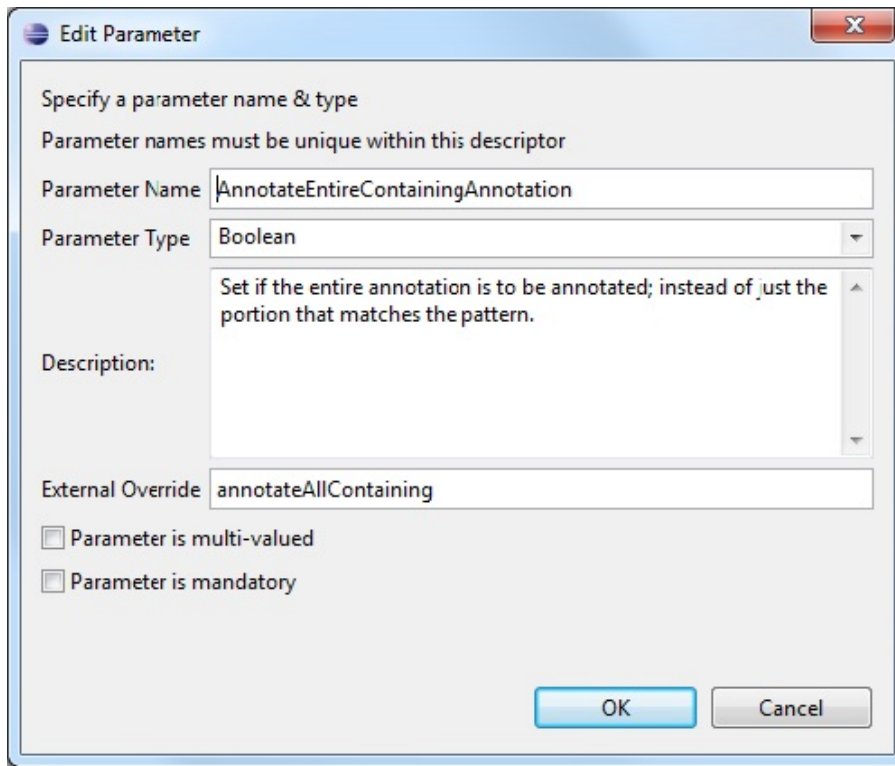 Edit Parameter
Specify a parameter name & type
Parameter names must be unique within this descriptor
Parameter Name AnnotateEntireContainingAnnotation
Parameter Type Boolean
Set if the entire annotation is to be annotated; instead of just the
portion that matches the pattern.
Description:
External Override annotateAllContaining
Parameter is multi-valued
Parameter is mandatory
OK Cancel